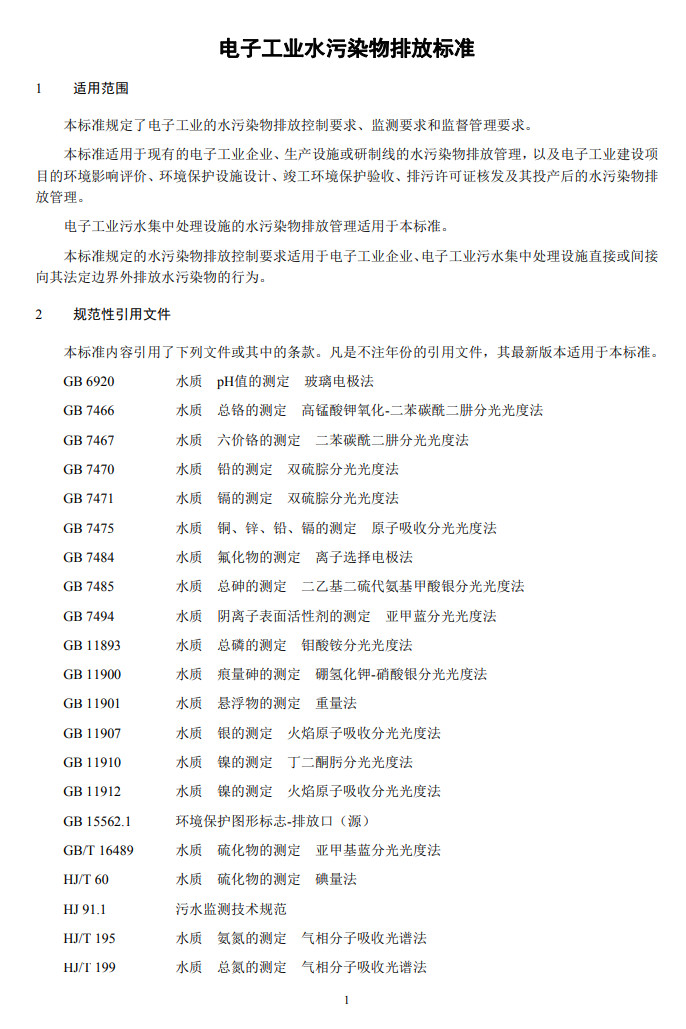 电子工业水污染物排放标准
1 适用范围
本标准规定了电子工业的水污染物排放控制要求、监测要求和监督管理要求。
本标准适用于现有的电子工业企业、生产设施或研制线的水污染物排放管理，以及电子工业建设项
目的环境影响评价、环境保护设施设计、竣工环境保护验收、排污许可证核发及其投产后的水污染物排
放管理。
电子工业污水集中处理设施的水污染物排放管理适用于本标准。
本标准规定的水污染物排放控制要求适用于电子工业企业、电子工业污水集中处理设施直接或间接
向其法定边界外排放水污染物的行为。
2 规范性引用文件
本标准内容引用了下列文件或其中的条款。凡是不注年份的引用文件，其最新版本适用于本标准。
GB 6920 水质 pH值的测定 玻璃电极法
GB 7466 水质 总铬的测定 高锰酸钾氧化-二苯碳酰二肼分光光度法
GB 7467 水质 六价铬的测定 二苯碳酰二肼分光光度法
GB 7470 水质 铅的测定 双硫腙分光光度法
GB 7471 水质 镉的测定 双硫腙分光光度法
GB 7475 水质 铜、锌、铅、镉的测定 原子吸收分光光度法
GB 7484 水质 氟化物的测定 离子选择电极法
GB 7485 水质 总砷的测定 二乙基二硫代氨基甲酸银分光光度法
GB 7494 水质 阴离子表面活性剂的测定 亚甲蓝分光光度法
GB 11893 水质 总磷的测定 钼酸铵分光光度法
GB 11900 水质 痕量砷的测定 硼氢化钾-硝酸银分光光度法
GB 11901 水质 悬浮物的测定 重量法
GB 11907 水质 银的测定 火焰原子吸收分光光度法
GB 11910 水质 镍的测定 丁二酮肟分光光度法
GB 11912 水质 镍的测定 火焰原子吸收分光光度法
GB 15562.1 环境保护图形标志-排放口（源）
GB/T 16489 水质 硫化物的测定 亚甲基蓝分光光度法
HJ/T 60 水质 硫化物的测定 碘量法
HJ 91.1 污水监测技术规范
HJ/T 195 水质 氨氮的测定 气相分子吸收光谱法
HJ/T 199 水质 总氮的测定 气相分子吸收光谱法
1